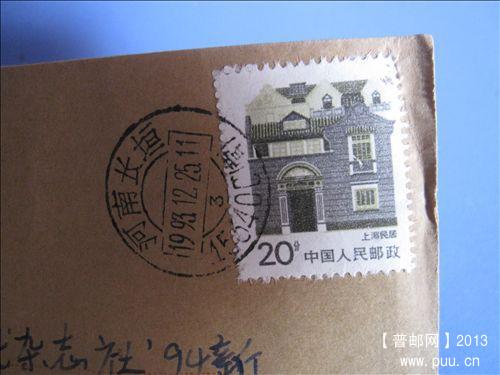 河南长垣
1993.12.25.11
3
上海民居
20分 中国人民邮政
杂志社'94新
【普邮网】2013
www.puu.cn